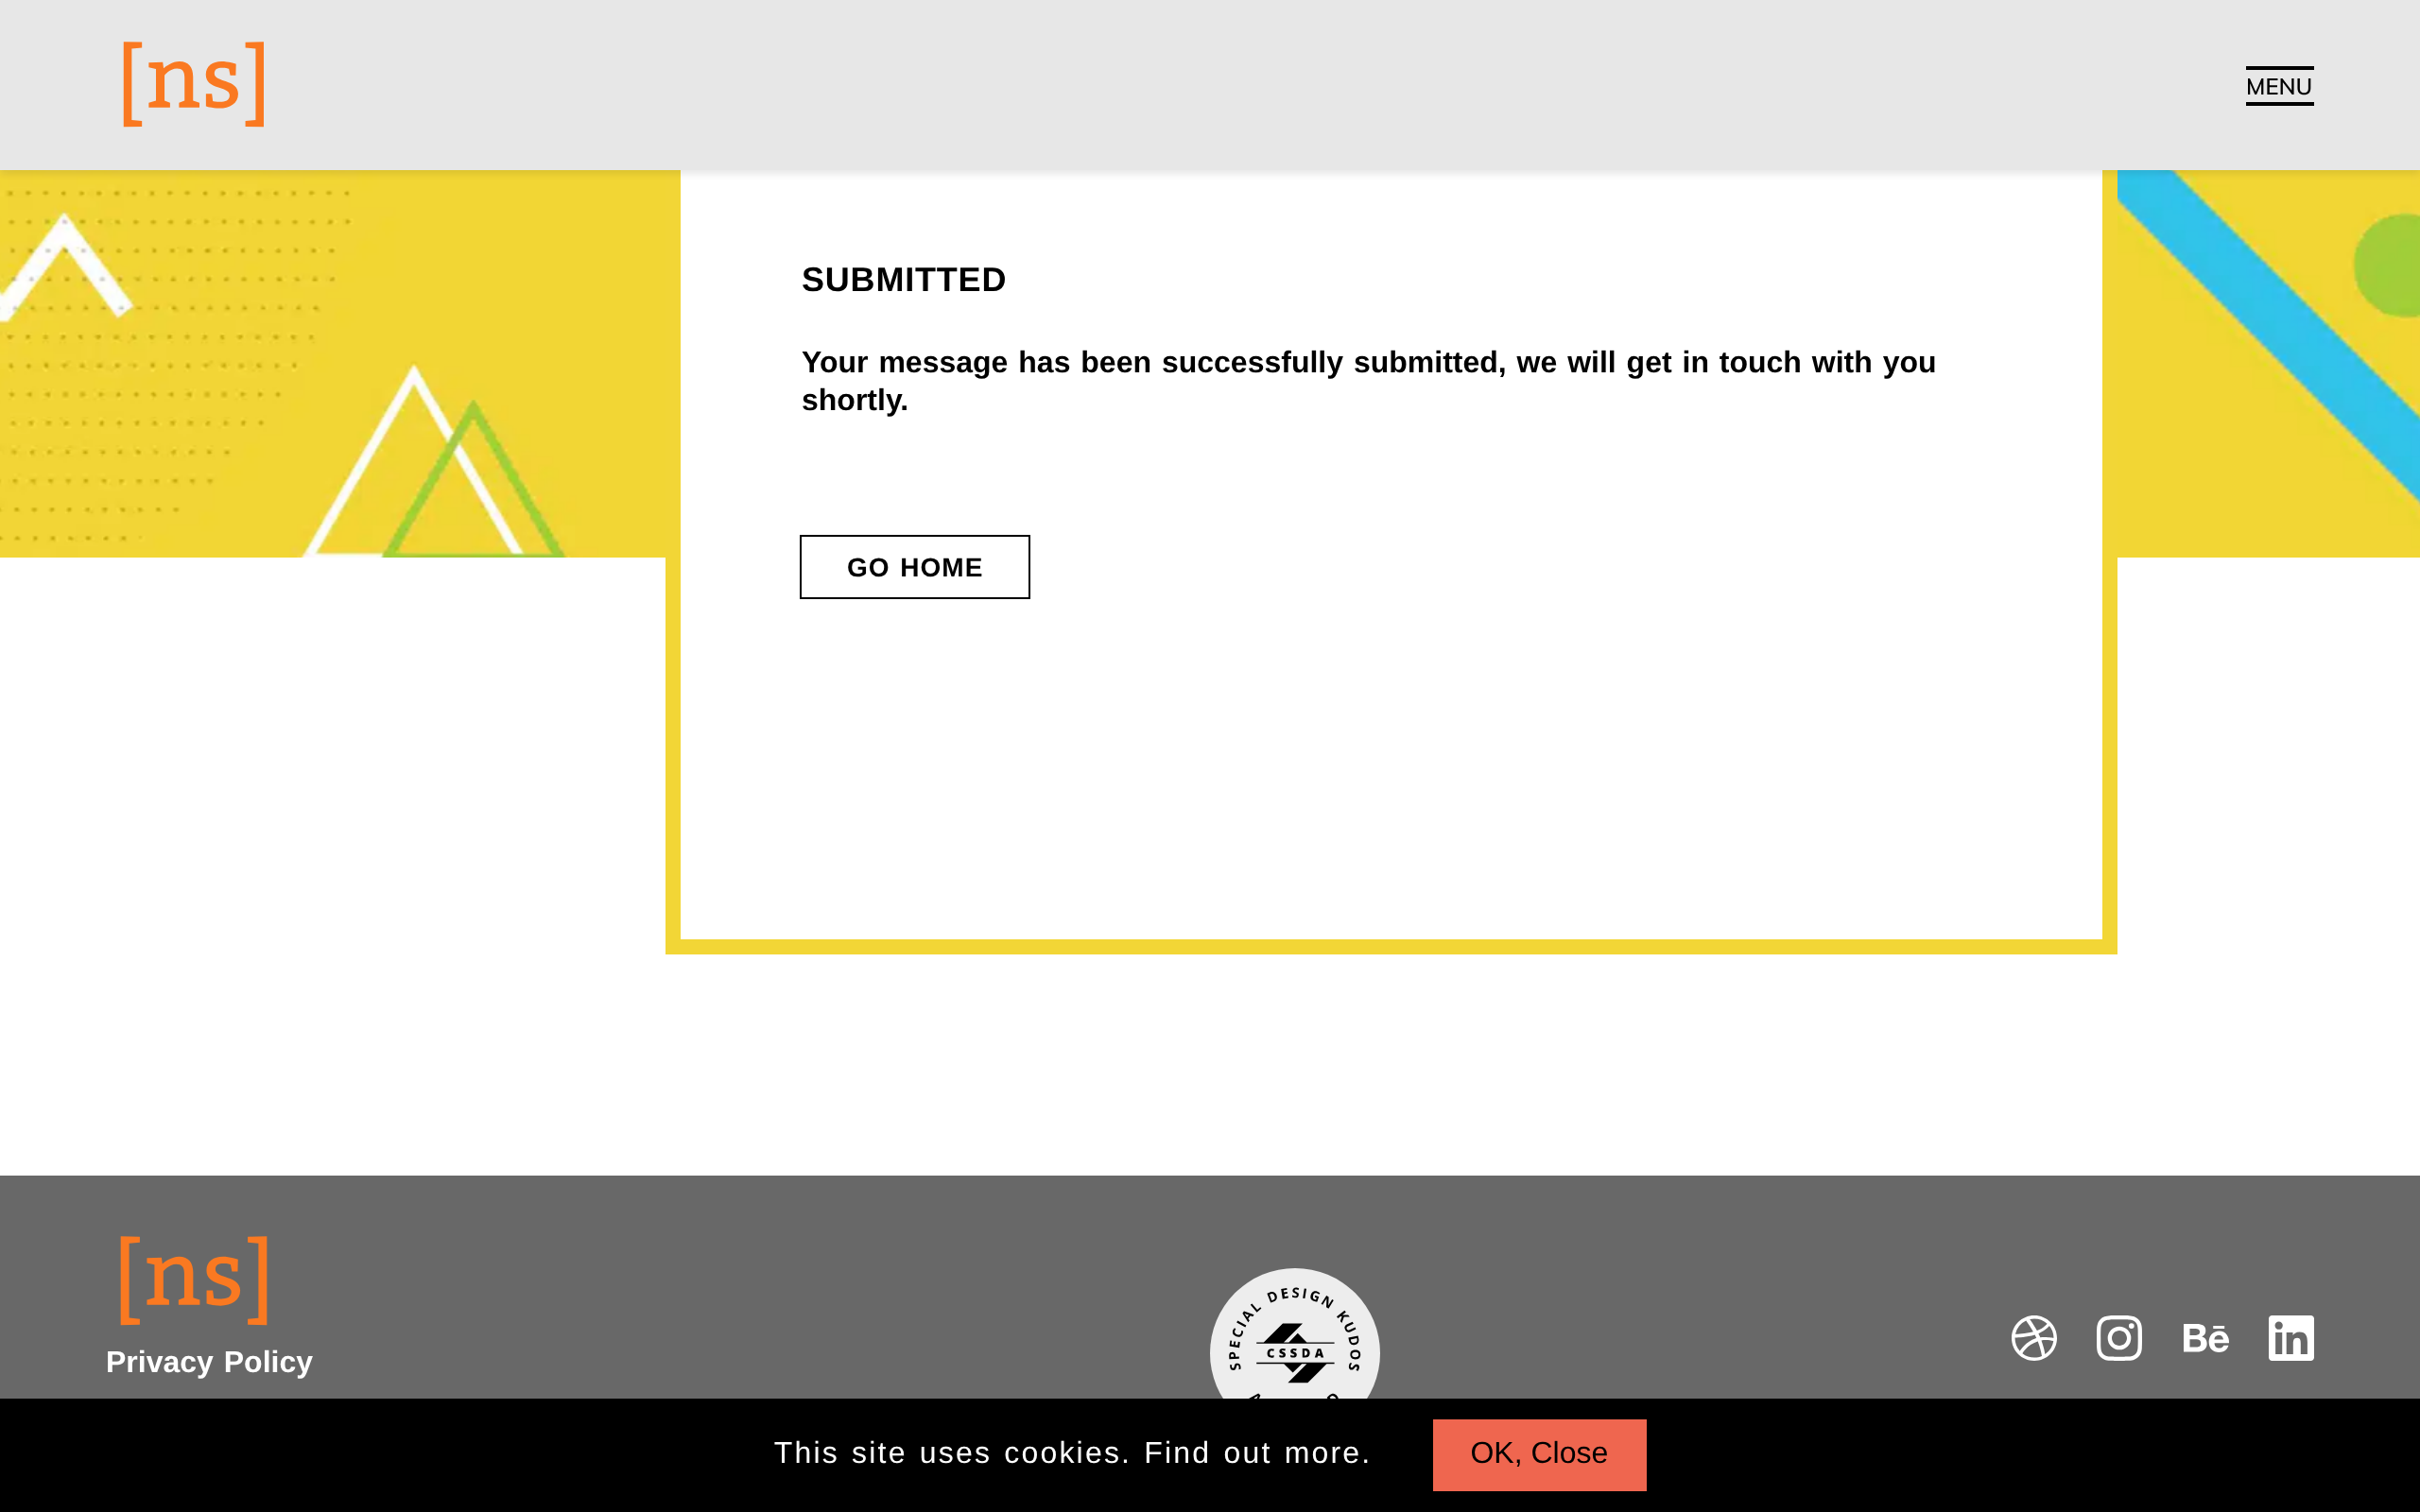 [ns]
MENU
SUBMITTED
Your message has been successfully submitted, we will get in touch with you
shortly.
GO HOME
[ns]
Privacy Policy
SPECIAL DESIGN KUDOS
CSSDA
Bē
in
This site uses cookies. Find out more.
OK, Close